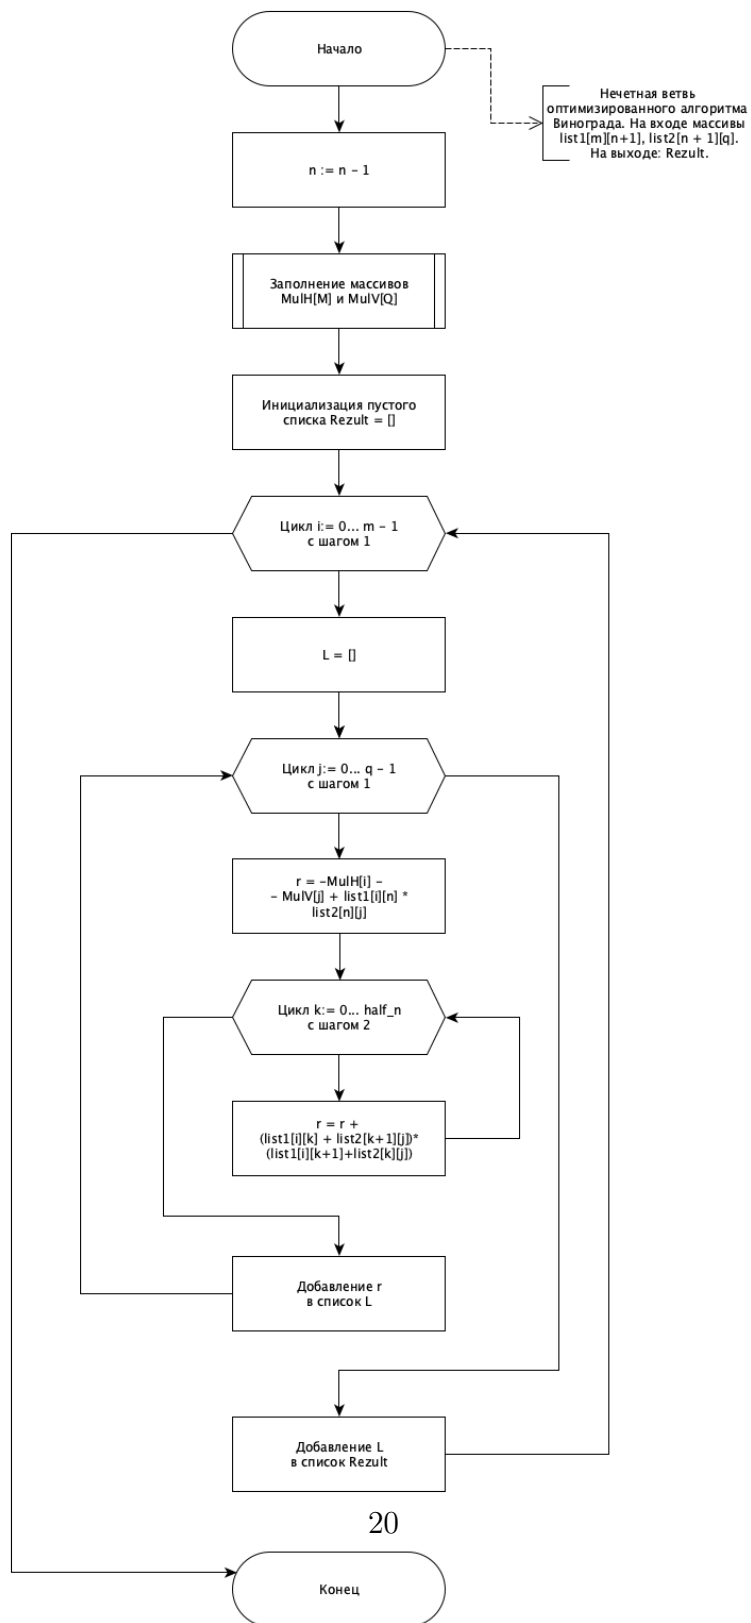 Начало
Нечетная ветвь
оптимизированного алгоритма
Винограда. На входе массивы
list1[m][n+1], list2[n + 1][q].
На выходе: Rezult.
n := n - 1
Заполнение массивов
MulH[M] и MulV[Q]
Инициализация пустого
списка Rezult = []
Цикл i:= 0... m - 1
с шагом 1
L = []
Цикл j:= 0... q - 1
с шагом 1
r = -MulH[i] -
- MulV[j] + list1[i][n] *
list2[n][j]
Цикл k:= 0... half_n
с шагом 2
r = r +
(list1[i][k] + list2[k+1][j])*
(list1[i][k+1]+list2[k][j])
Добавление r
в список L
Добавление L
в список Rezult
20
Конец